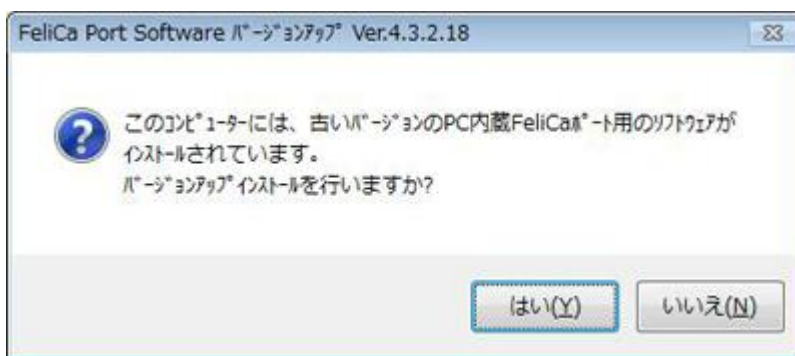 FeliCa Port Software ﾊﾞｰｼﾞｮﾝｱｯﾌﾟ Ver.4.3.2.18
このｺﾝﾋﾟｭｰﾀｰには、古いﾊﾞｰｼﾞｮﾝのPC内蔵FeliCaﾎﾟｰﾄ用のｿﾌﾄｳｪｱが
ｲﾝｽﾄｰﾙされています。
ﾊﾞｰｼﾞｮﾝｱｯﾌﾟｲﾝｽﾄｰﾙを行いますか?
はい(Y)
いいえ(N)